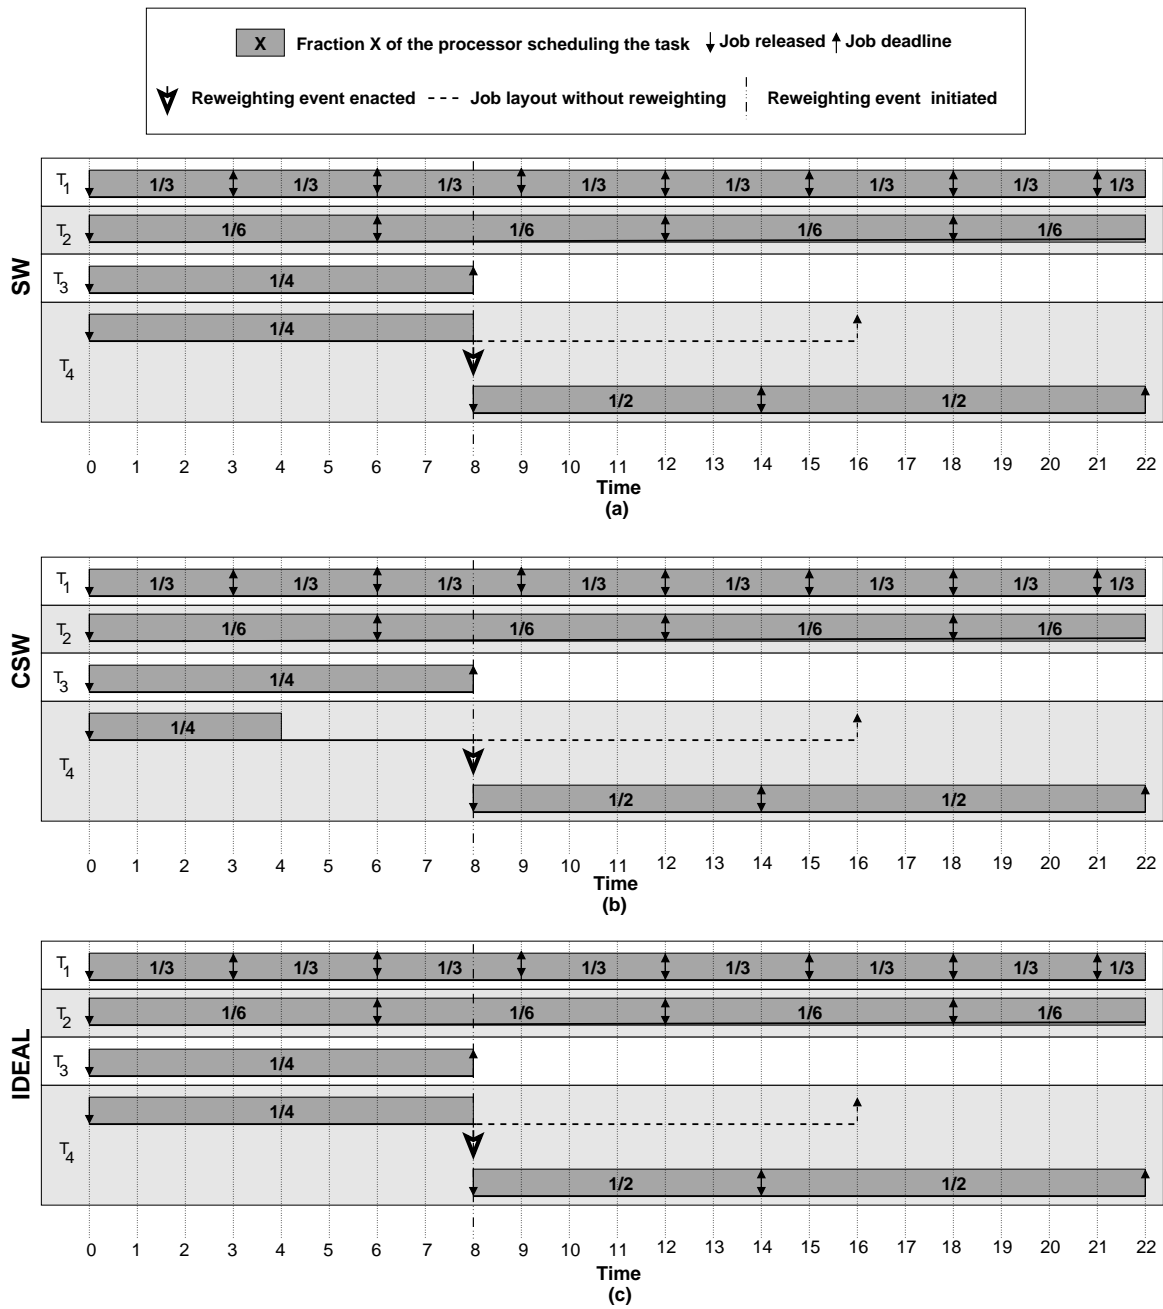 X Fraction X of the processor scheduling the task Job released Job deadline
Reweighting event enacted Job layout without reweighting Reweighting event initiated
SW
T1 1/3 1/3 1/3 1/3 1/3 1/3 1/3 1/3
T2 1/6 1/6 1/6 1/6
T3 1/4
1/4
T4
1/2 1/2
0 1 2 3 4 5 6 7 8 9 10 11 12 13 14 15 16 17 18 19 20 21 22
Time
(a)
CSW
T1 1/3 1/3 1/3 1/3 1/3 1/3 1/3 1/3
T2 1/6 1/6 1/6 1/6
T3 1/4
1/4
T4
1/2 1/2
0 1 2 3 4 5 6 7 8 9 10 11 12 13 14 15 16 17 18 19 20 21 22
Time
(b)
IDEAL
T1 1/3 1/3 1/3 1/3 1/3 1/3 1/3 1/3
T2 1/6 1/6 1/6 1/6
T3 1/4
1/4
T4
1/2 1/2
0 1 2 3 4 5 6 7 8 9 10 11 12 13 14 15 16 17 18 19 20 21 22
Time
(c)